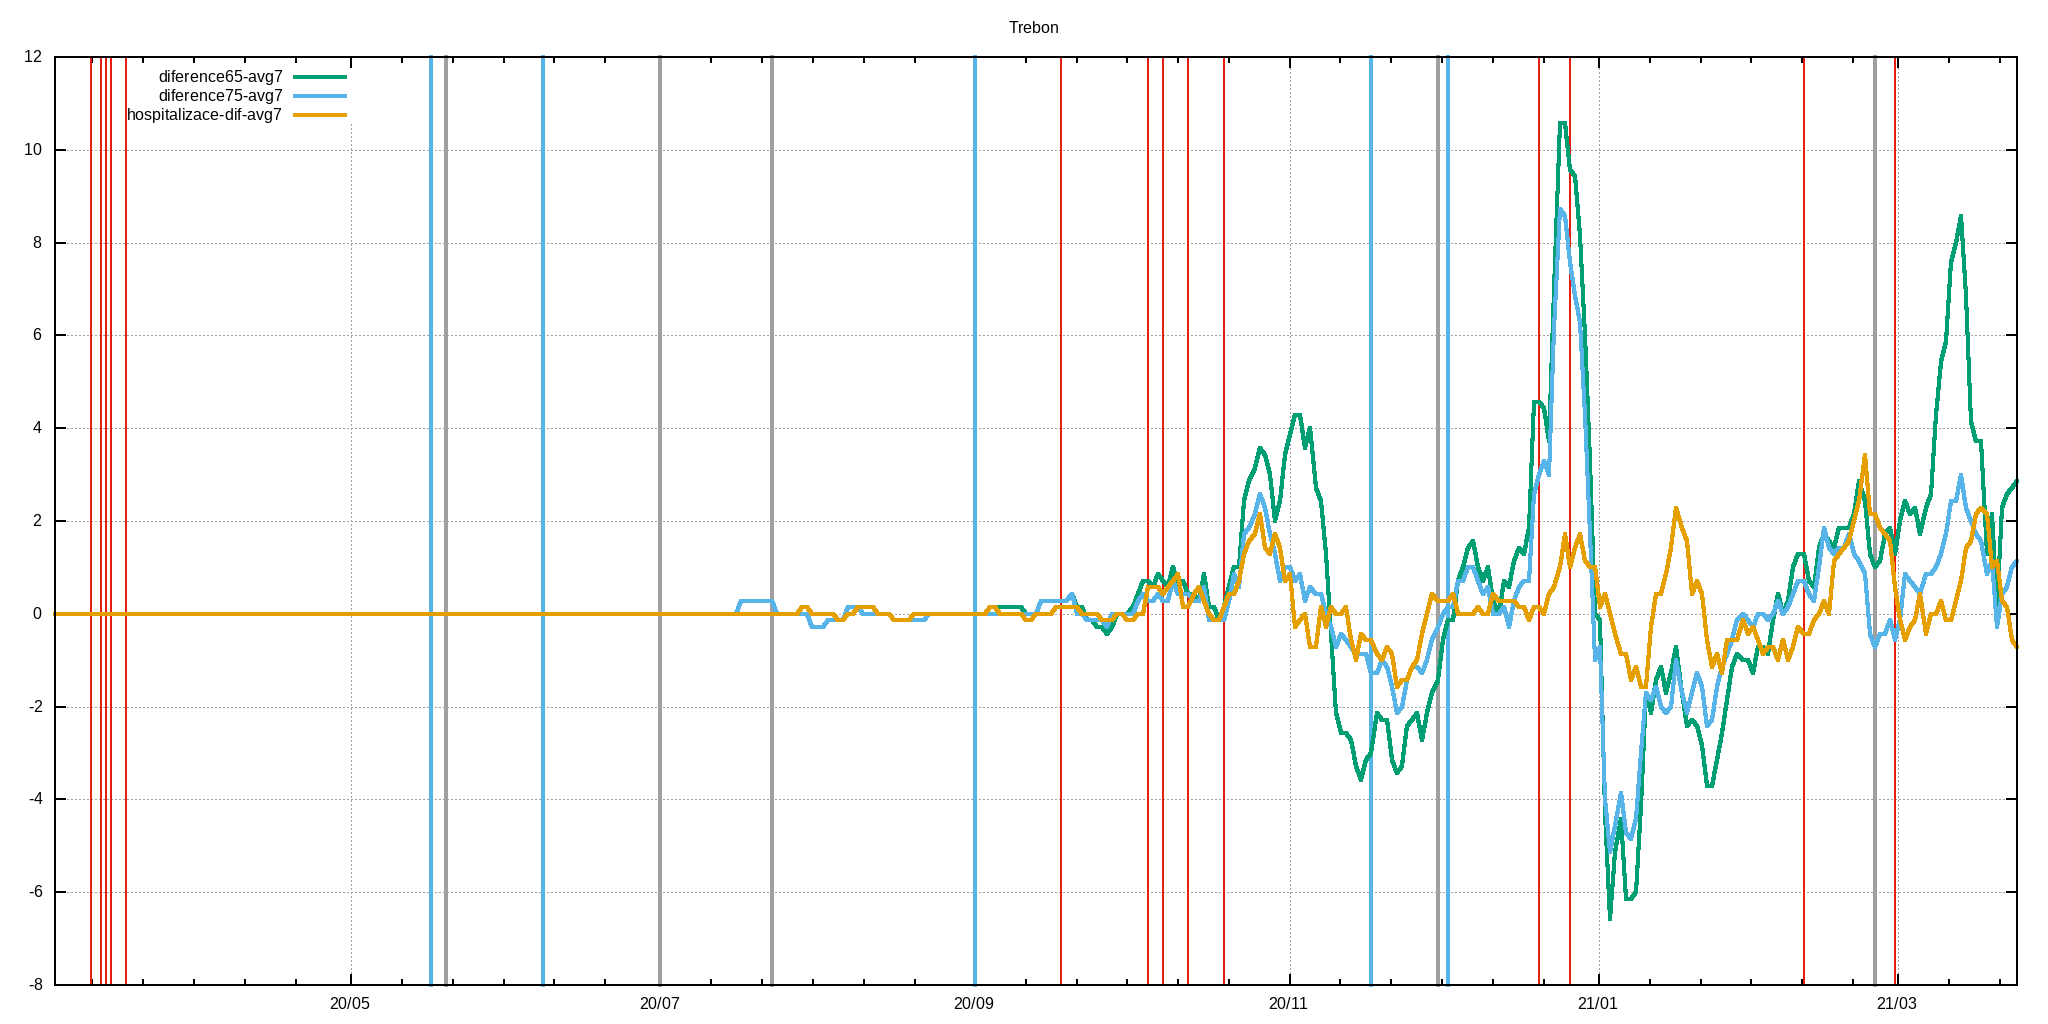 Trebon
12
diference65-avg7
diference75-avg7
hospitalizace-dif-avg7
10
8
6
4
2
0
-2
-4
-6
-8
20/05 20/07 20/09 20/11 21/01 21/03